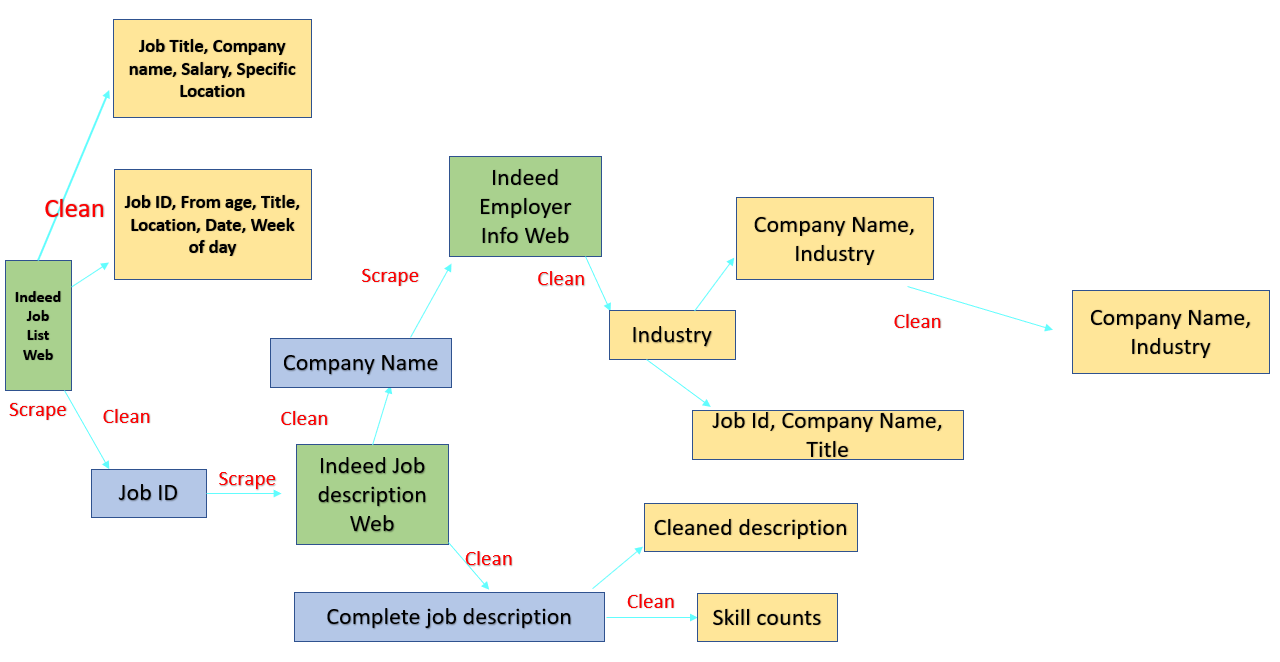 Job Title, Company
name, Salary, Specific
Location
Clean
Job ID, From age, Title,
Location, Date, Week
of day
Indeed
Job
List
Web
Scrape
Clean
Job ID
Scrape
Indeed Job
description
Web
Clean
Company Name
Scrape
Indeed
Employer
Info Web
Clean
Industry
Company Name,
Industry
Clean
Company Name,
Industry
Job Id, Company Name,
Title
Clean
Complete job description
Cleaned description
Clean
Skill counts